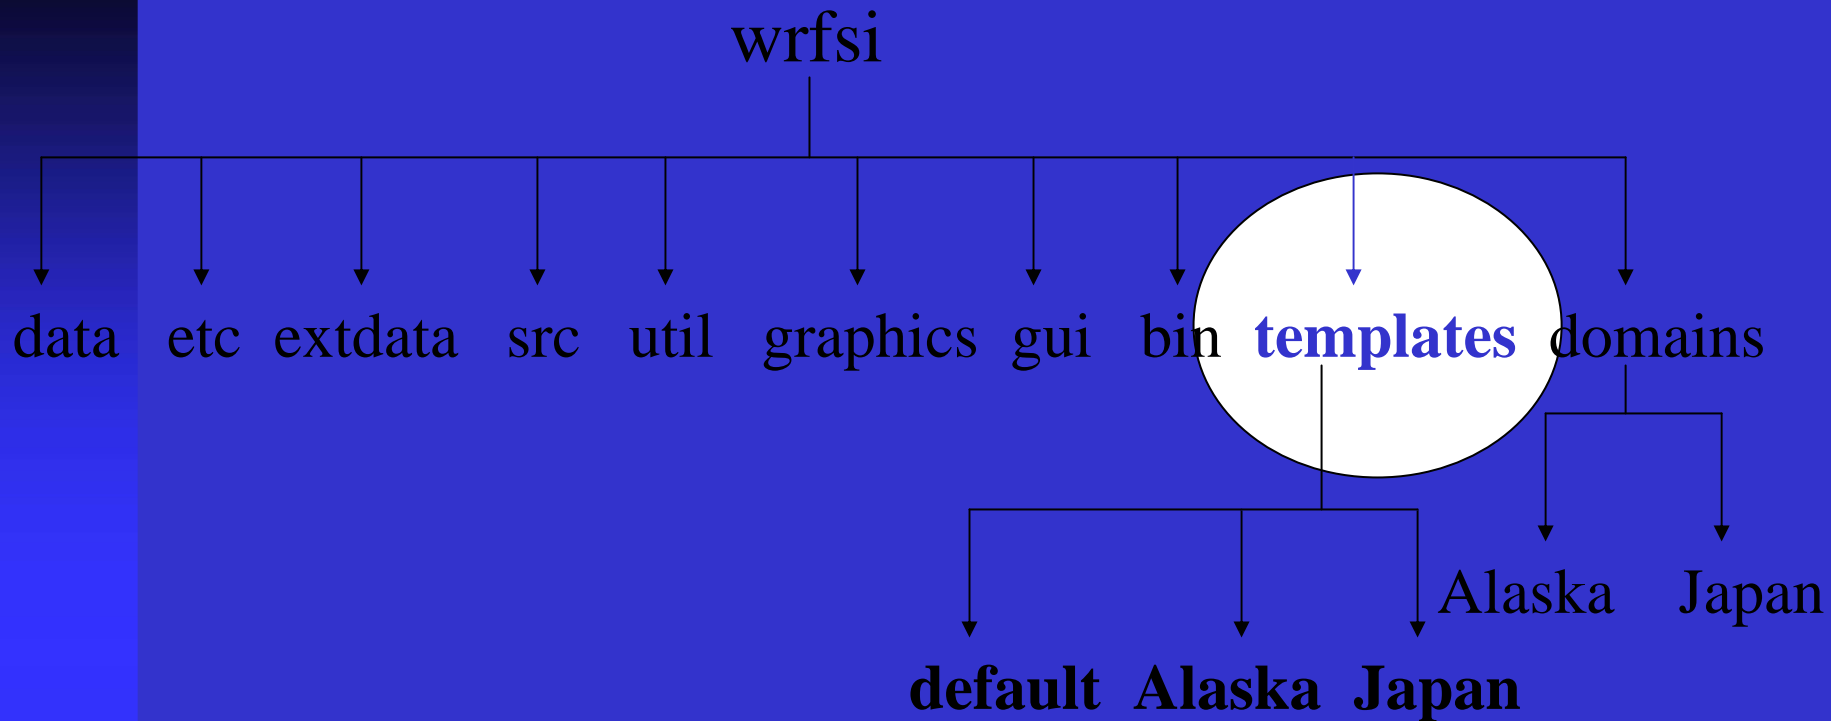 wrfsi
data etc extdata src util graphics gui bin templates domains
Alaska Japan
default Alaska Japan